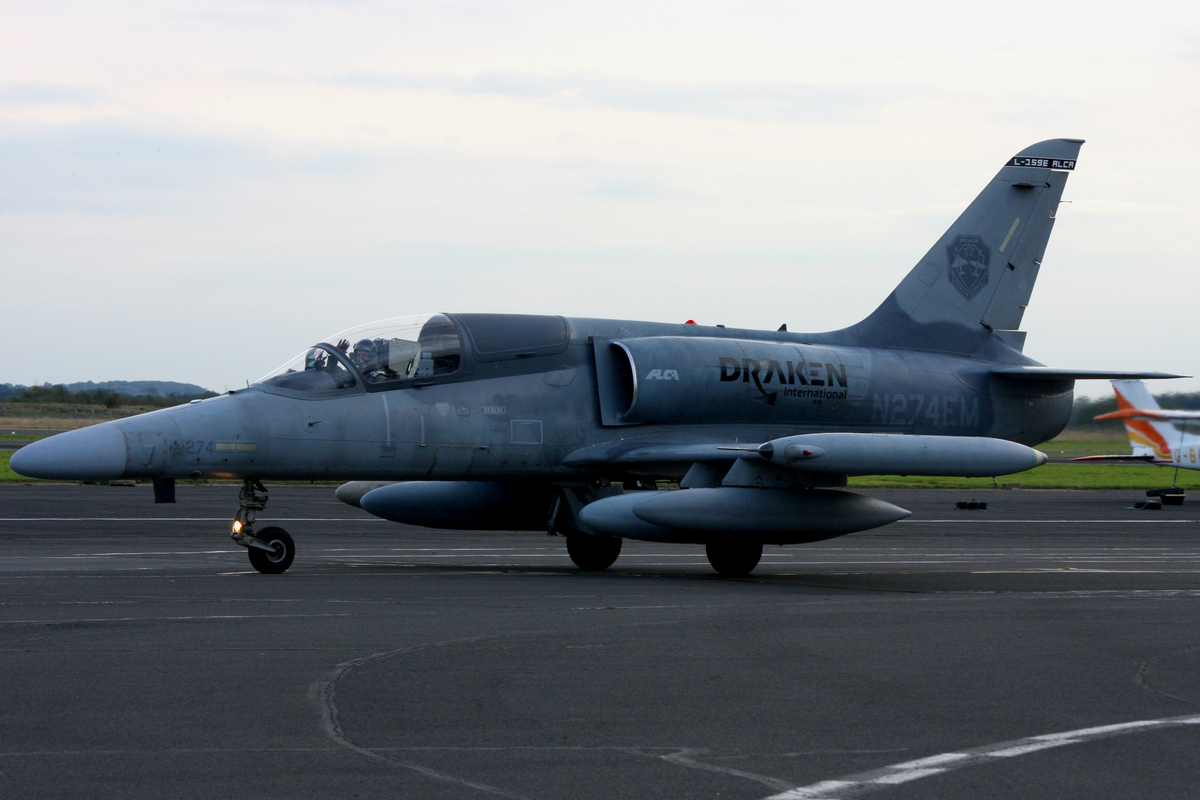 L-159E ALCA
ALCA
DRAKEN
International
N274EM
274